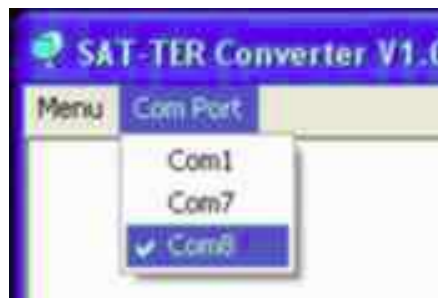 SAT-TER Converter V1.0
Menu Com Port
Com1
Com7
Com8